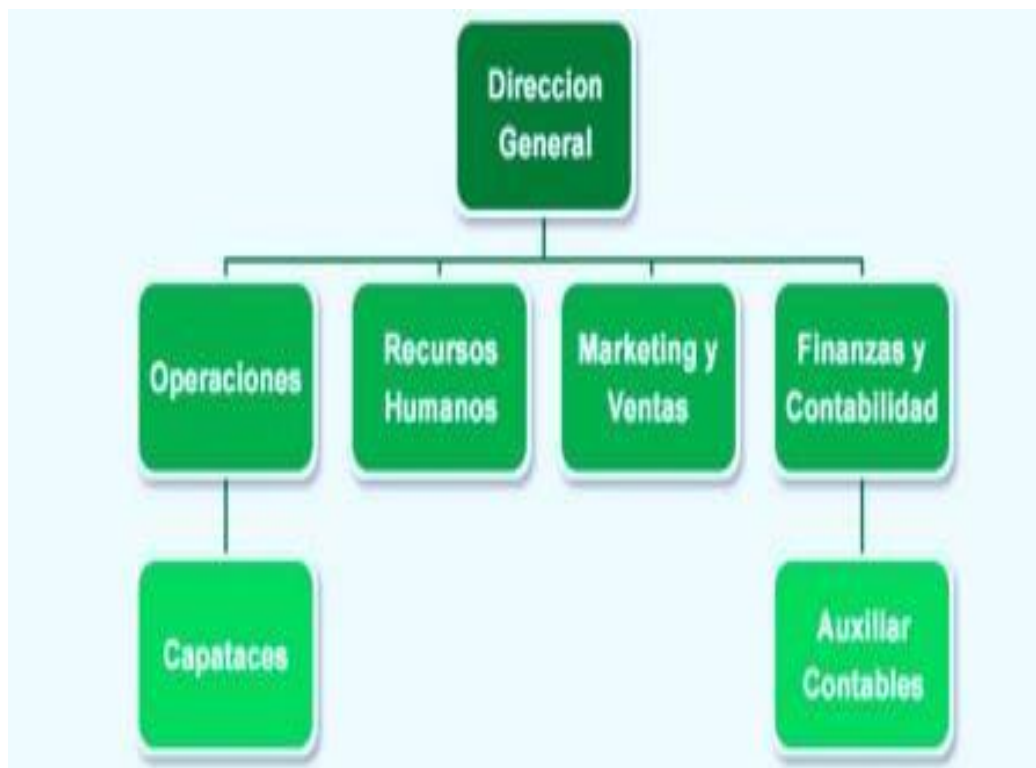 Direccion
General
Operaciones
Recursos
Humanos
Marketing y
Ventas
Finanzas y
Contabilidad
Capataces
Auxiliar
Contables